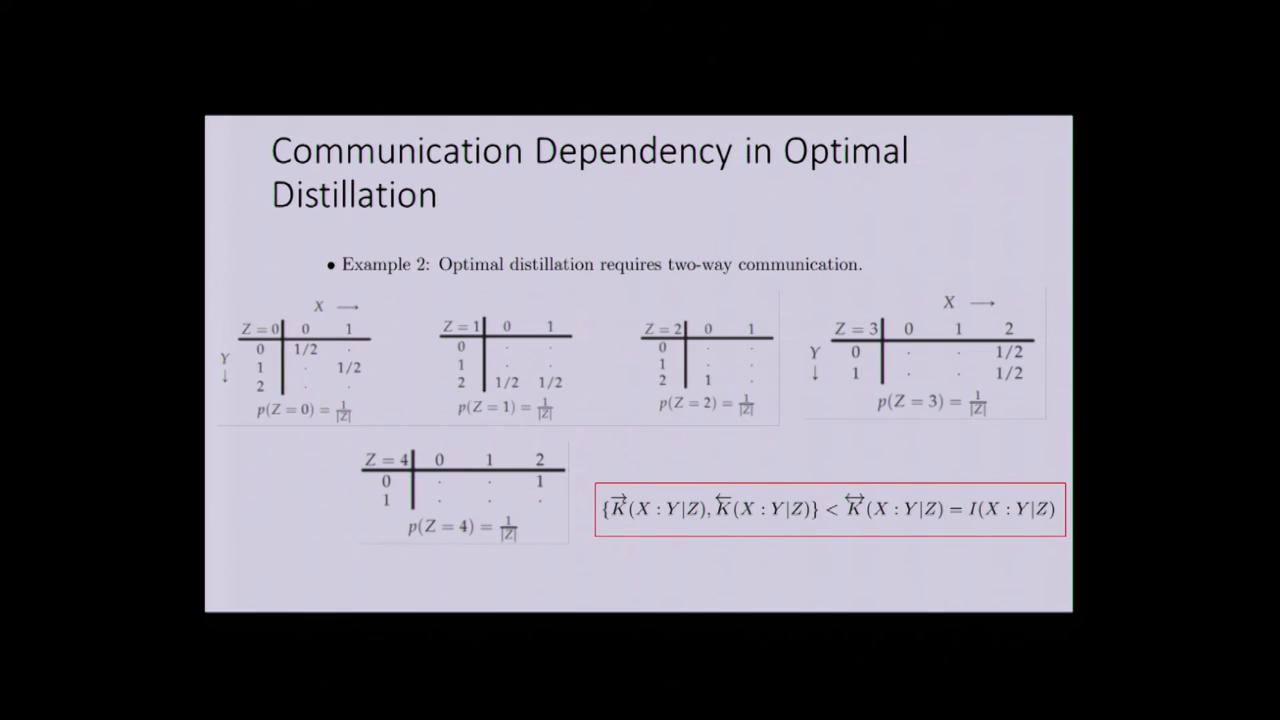 Communication Dependency in Optimal
Distillation
• Example 2: Optimal distillation requires two-way communication.
X →
Z = 0 0 1
Y ↓
0 1/2 ·
1 · 1/2
2 · ·
p(Z = 0) = 1/|Z|
Z = 1 0 1
0 · ·
1 · ·
2 1/2 1/2
p(Z = 1) = 1/|Z|
Z = 2 0 1
0 · ·
1 · ·
2 1 ·
p(Z = 2) = 1/|Z|
X →
Z = 3 0 1 2
Y ↓
0 · · 1/2
1 · · 1/2
p(Z = 3) = 1/|Z|
Z = 4 0 1 2
0 · · 1
1 · · ·
p(Z = 4) = 1/|Z|
{K⃗(X : Y|Z), K⃖(X : Y|Z)} < K⃡(X : Y|Z) = I(X : Y|Z)